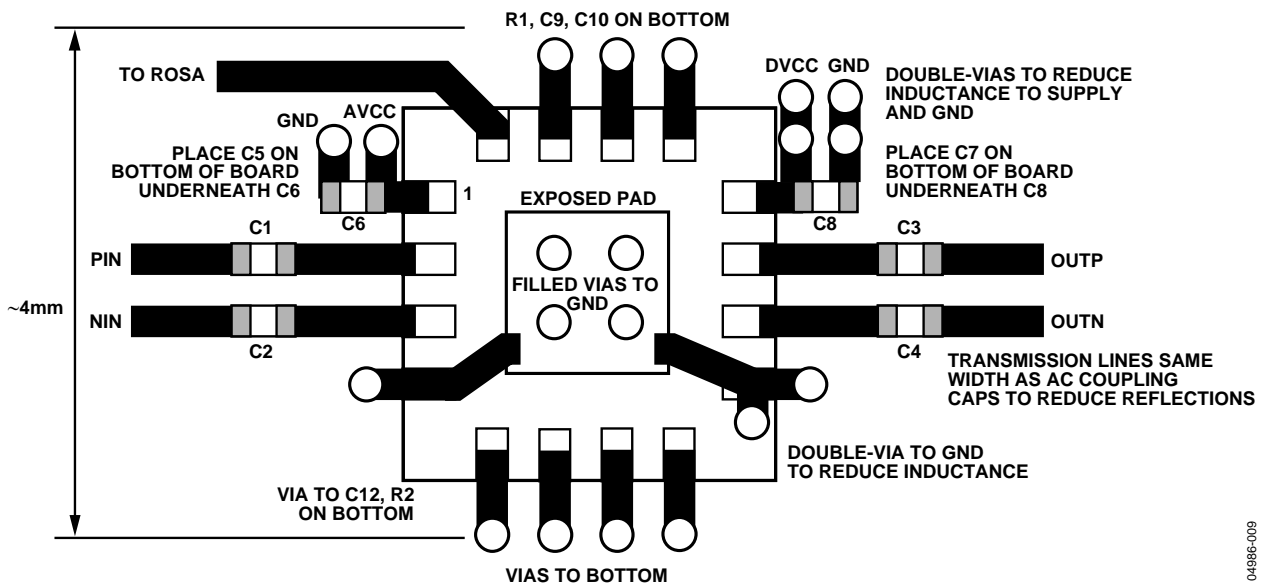 R1, C9, C10 ON BOTTOM
TO ROSA
DVCC GND
DOUBLE-VIAS TO REDUCE
INDUCTANCE TO SUPPLY
AND GND
GND
AVCC
PLACE C5 ON
BOTTOM OF BOARD
UNDERNEATH C6
PLACE C7 ON
BOTTOM OF BOARD
UNDERNEATH C8
1
EXPOSED PAD
C6
C8
C1
C3
PIN
OUTP
FILLED VIAS TO
GND
~4mm
NIN
OUTN
C2
C4
TRANSMISSION LINES SAME
WIDTH AS AC COUPLING
CAPS TO REDUCE REFLECTIONS
DOUBLE-VIA TO GND
TO REDUCE INDUCTANCE
VIA TO C12, R2
ON BOTTOM
VIAS TO BOTTOM
04986-009